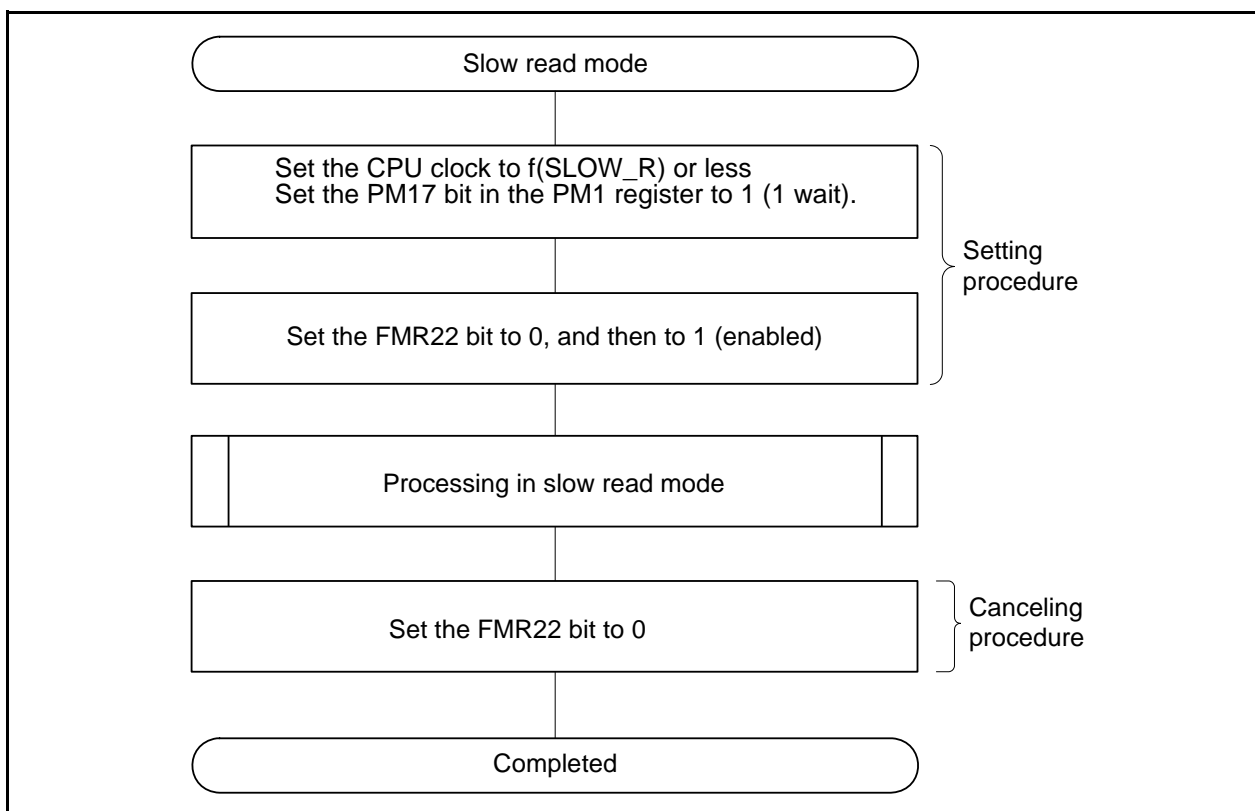 Slow read mode
Set the CPU clock to f(SLOW_R) or less
Set the PM17 bit in the PM1 register to 1 (1 wait).
Setting
procedure
Set the FMR22 bit to 0, and then to 1 (enabled)
Processing in slow read mode
Set the FMR22 bit to 0
Canceling
procedure
Completed